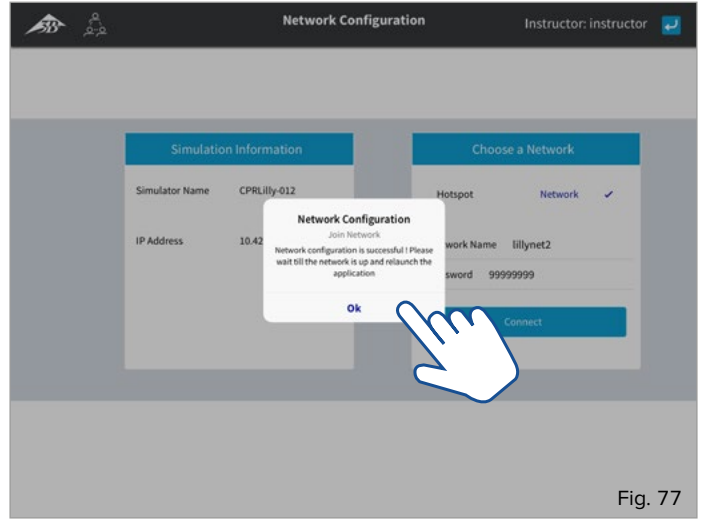 3B
Network Configuration
Instructor: instructor
Simulation Information
Simulator Name CPRLilly-012
IP Address 10.42
Choose a Network
Hotspot Network ✓
work Name lillynet2
sword 99999999
Connect
Network Configuration
Join Network
Network configuration is successful ! Please
wait till the network is up and relaunch the
application
Ok
Fig. 77